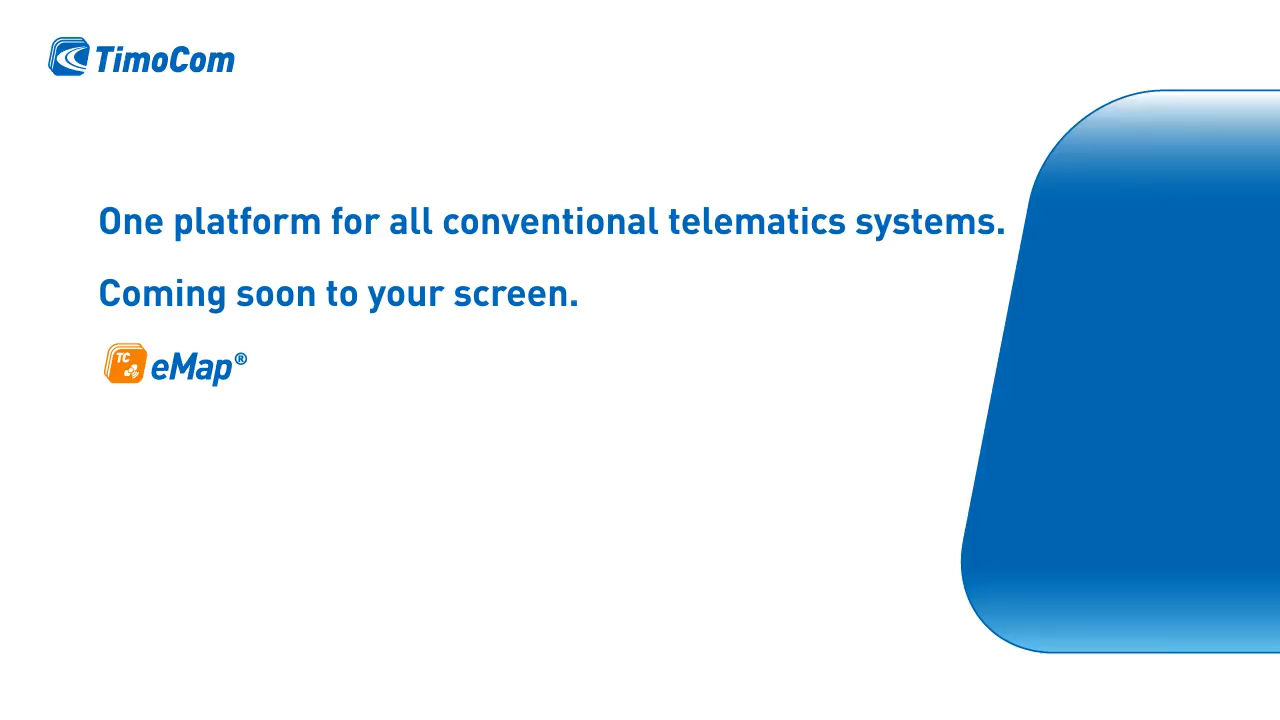 TimoCom
One platform for all conventional telematics systems.
Coming soon to your screen.
TC eMap®